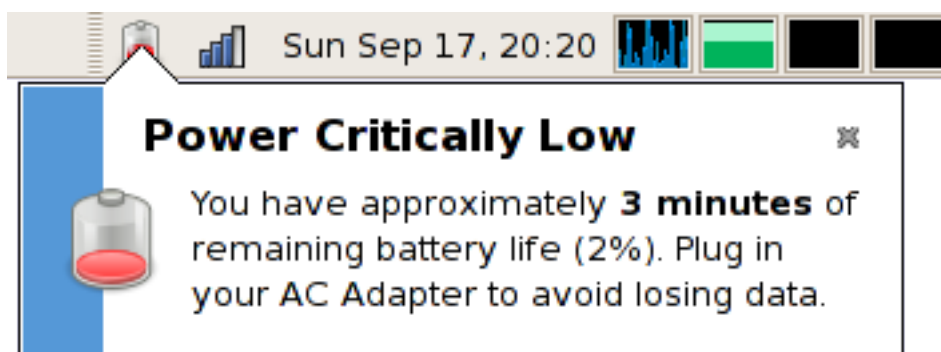 Sun Sep 17, 20:20
Power Critically Low
You have approximately 3 minutes of
remaining battery life (2%). Plug in
your AC Adapter to avoid losing data.